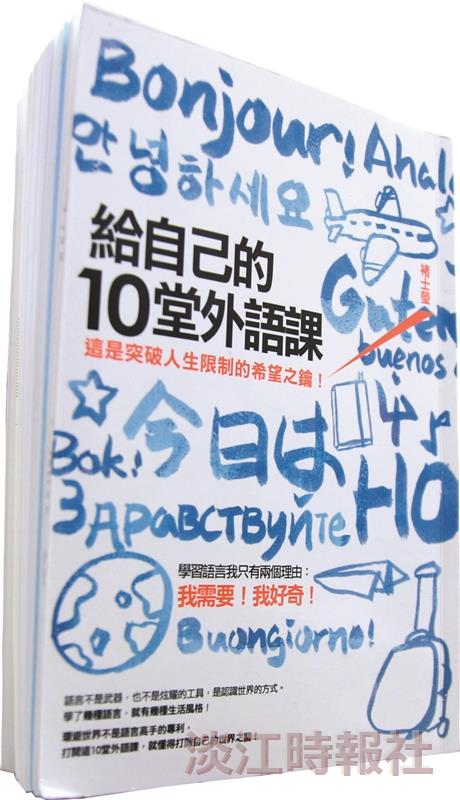 Bonjour! Aha
안녕하세요
給自己的
10堂外語課
褚士瑩
這是突破人生限制的希望之鑰！
Guten
buenos
今日は
Bok!
Здравствуйте
Ho
學習語言我只有兩個理由：
我需要！我好奇！
Buongiorno!
語言不是武器，也不是炫耀的工具，是認識世界的方式。
學了幾種語言，就有幾種生活風格！
環遊世界不是語言高手的專利，
打開這10堂外語課，就懂得打開自己的世界之窗！
淡江時報社